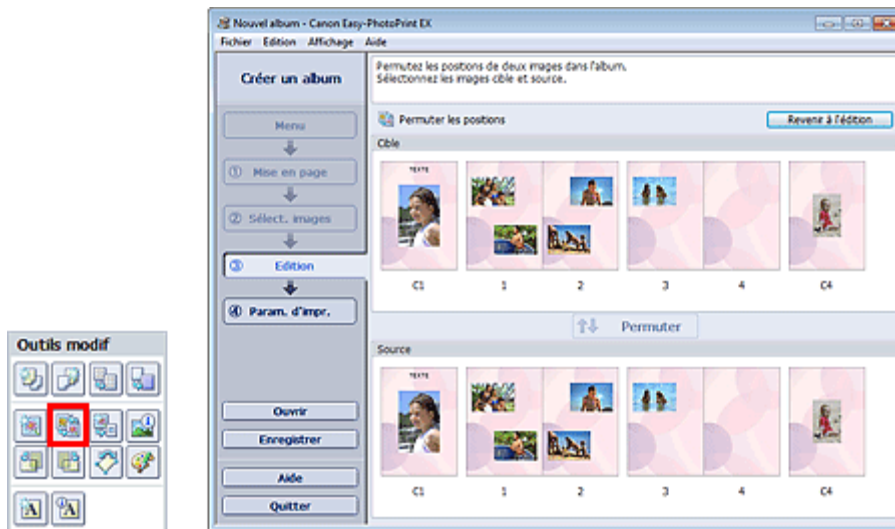 Nouvel album - Canon Easy-PhotoPrint EX
Fichier Edition Affichage Aide
Créer un album
Menu
① Mise en page
② Sélect. images
③ Edition
④ Param. d'impr.
Ouvrir
Enregistrer
Aide
Quitter
Permutez les positions de deux images dans l'album.
Sélectionnez les images cible et source.
Permuter les positions
Revenir à l'édition
Cible
TEXTE
C1 1 2 3 4 C4
Permuter
Source
TEXTE
C1 1 2 3 4 C4
Outils modif
A A